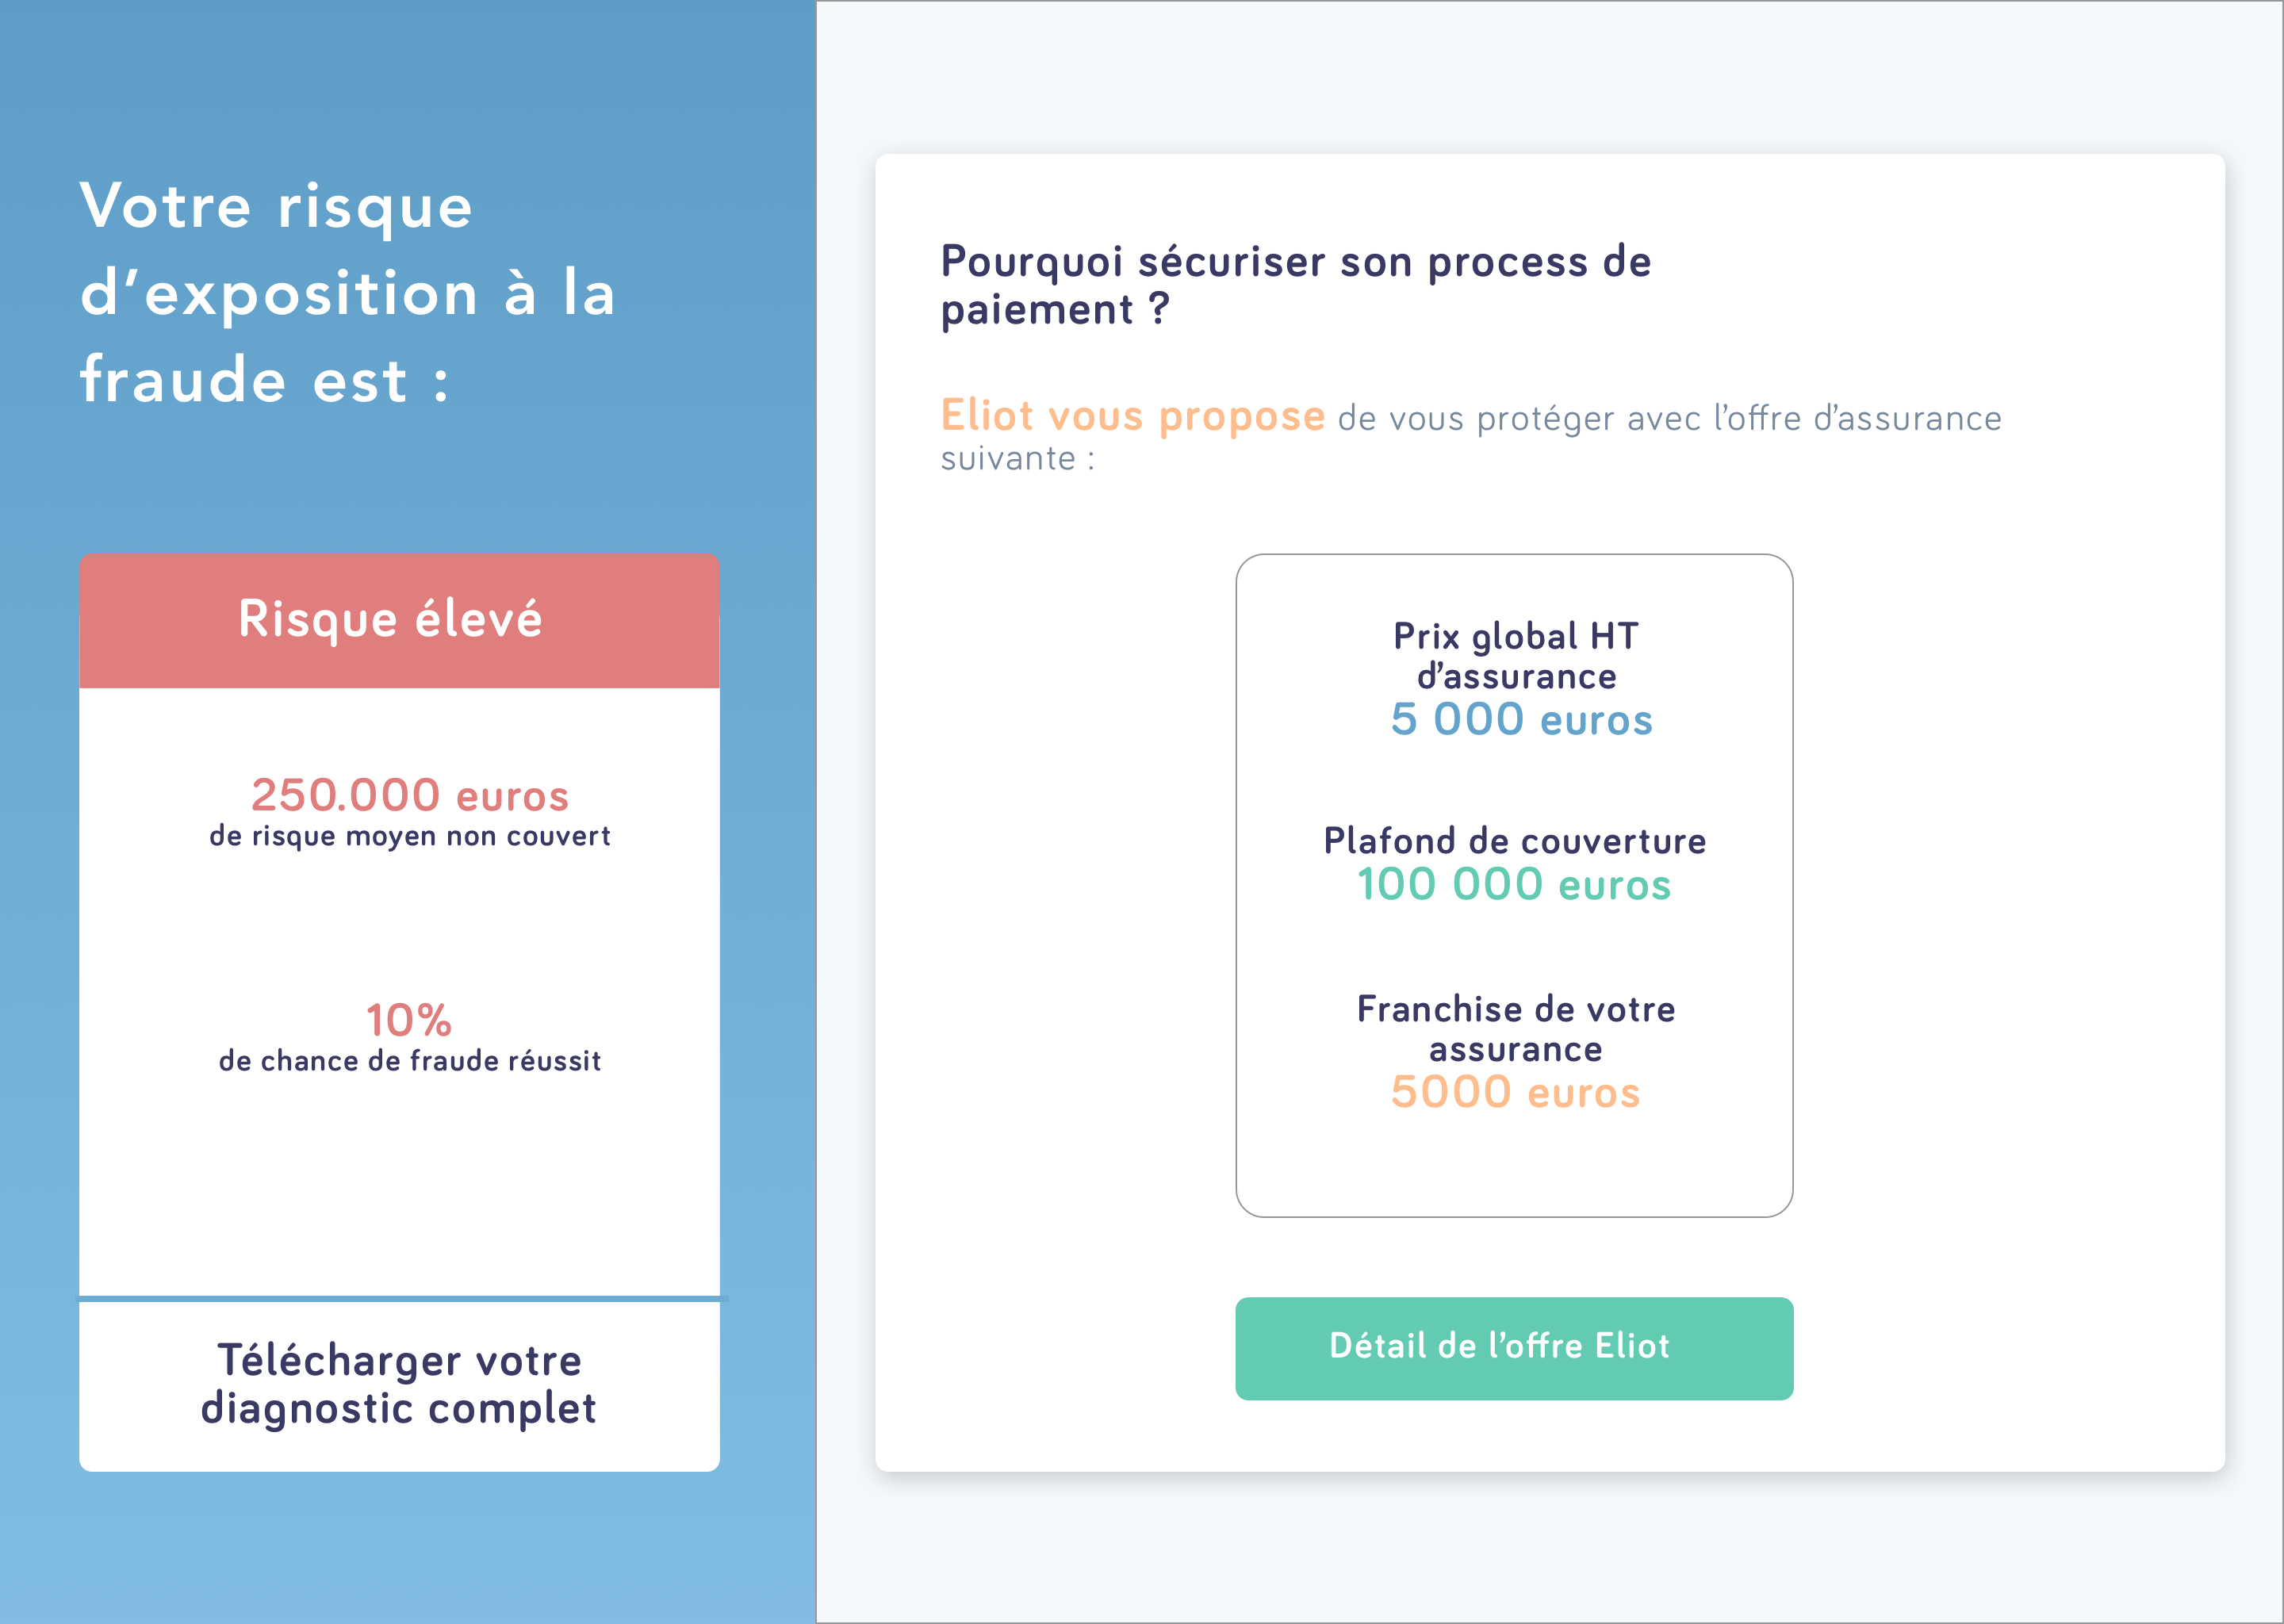 Votre risque
d’exposition à la
fraude est :
Risque élevé
250.000 euros
de risque moyen non couvert
10%
de chance de fraude réussit
Télécharger votre
diagnostic complet
Pourquoi sécuriser son process de
paiement ?
Eliot vous propose de vous protéger avec l’offre d’assurance
suivante :
Prix global HT
d’assurance
5 000 euros
Plafond de couverture
100 000 euros
Franchise de votre
assurance
5000 euros
Détail de l’offre Eliot